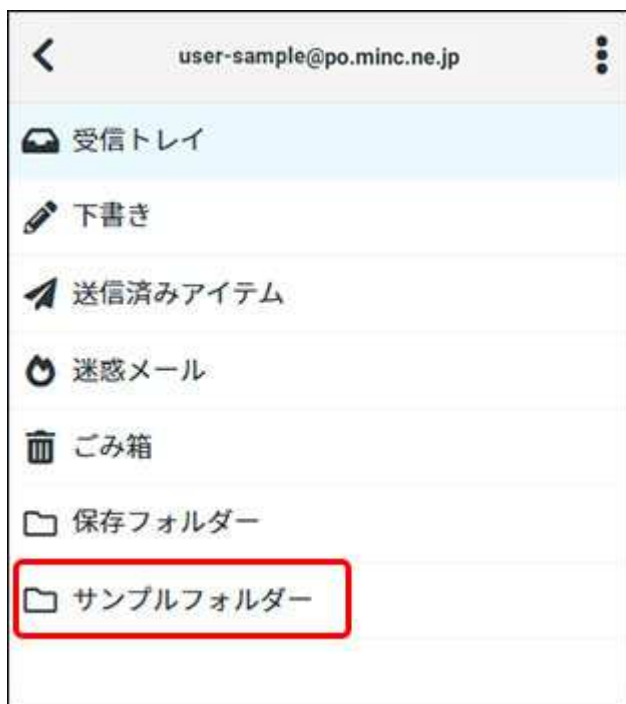 user-sample@po.minc.ne.jp
受信トレイ
下書き
送信済みアイテム
迷惑メール
ごみ箱
保存フォルダー
サンプルフォルダー